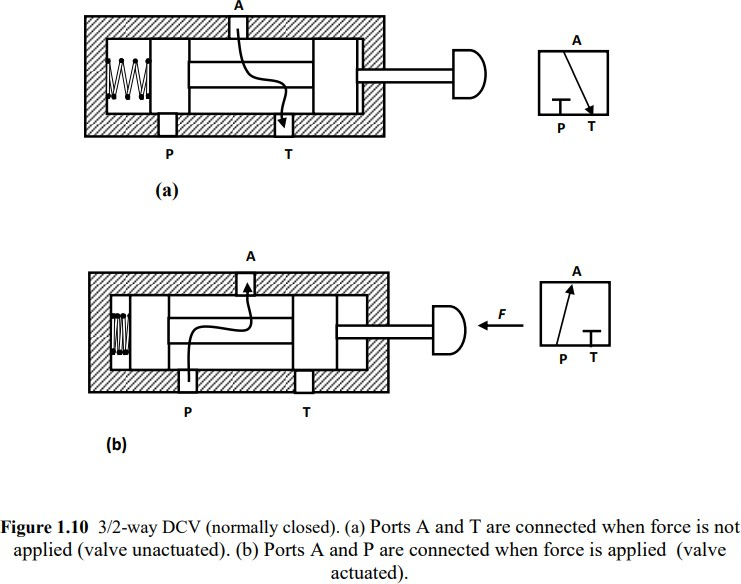 A
A
P T
P T
(a)
A
A
F
P T
P T
(b)
Figure 1.10 3/2-way DCV (normally closed). (a) Ports A and T are connected when force is not
applied (valve unactuated). (b) Ports A and P are connected when force is applied (valve
actuated).